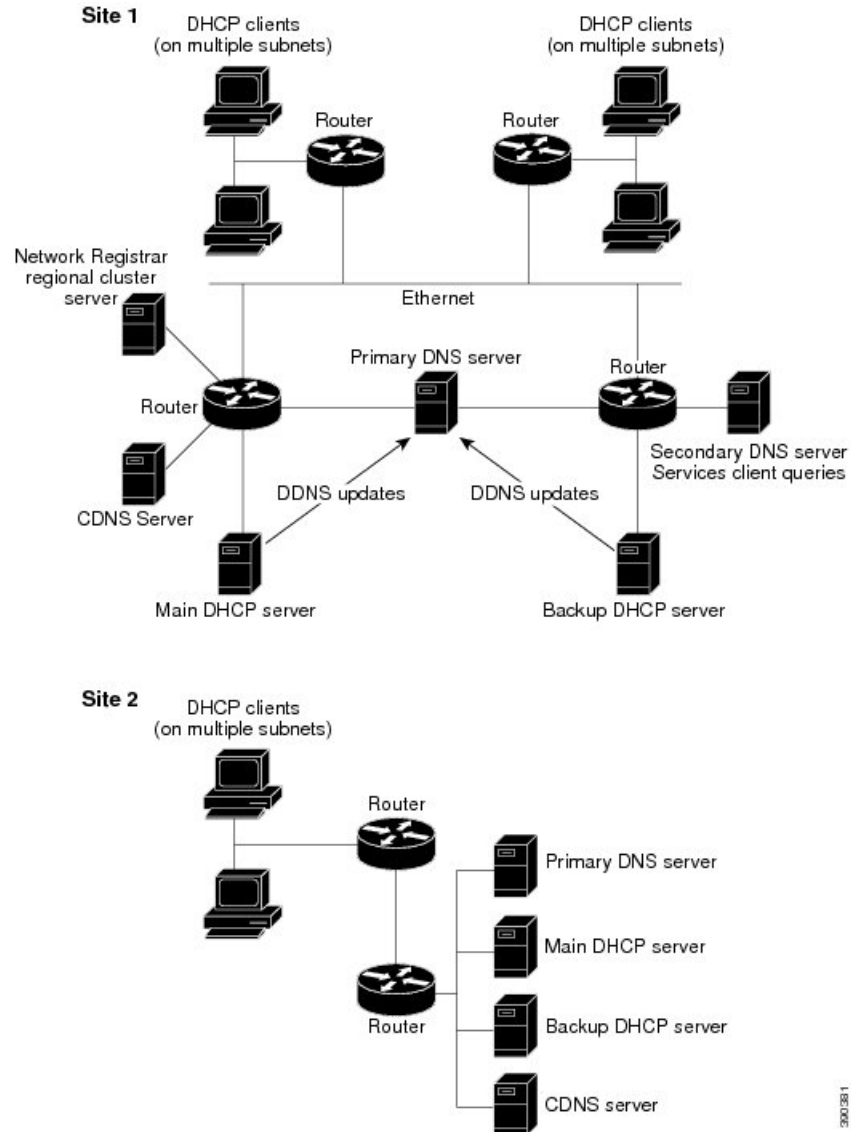 Site 1
DHCP clients
(on multiple subnets)
DHCP clients
(on multiple subnets)
Router
Router
Network Registrar
regional cluster
server
Ethernet
Primary DNS server
Router
Router
Secondary DNS server
Services client queries
CDNS Server
DDNS updates
DDNS updates
Main DHCP server
Backup DHCP server
Site 2
DHCP clients
(on multiple subnets)
Router
Primary DNS server
Main DHCP server
Router
Backup DHCP server
CDNS server
390381